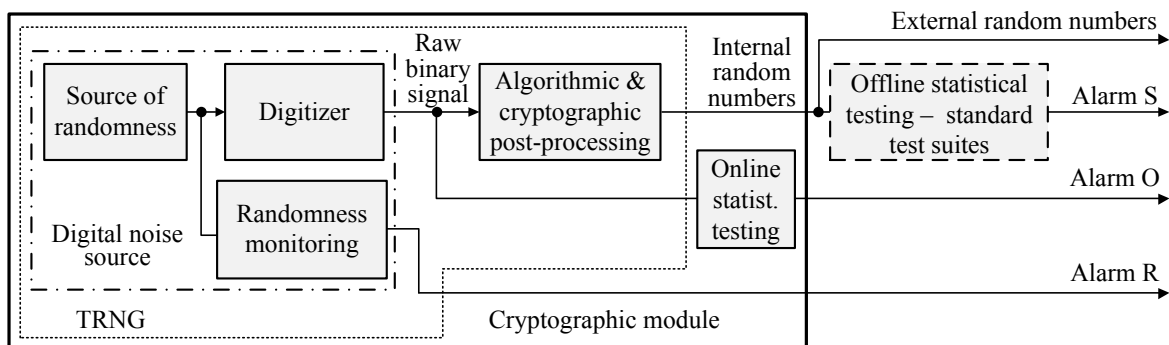 External random numbers
Raw
binary
signal
Internal
random
numbers
Source of
randomness
Digitizer
Algorithmic &
cryptographic
post-processing
Offline statistical
testing – standard
test suites
Alarm S
Online
statist.
testing
Alarm O
Randomness
monitoring
Digital noise
source
Alarm R
TRNG
Cryptographic module